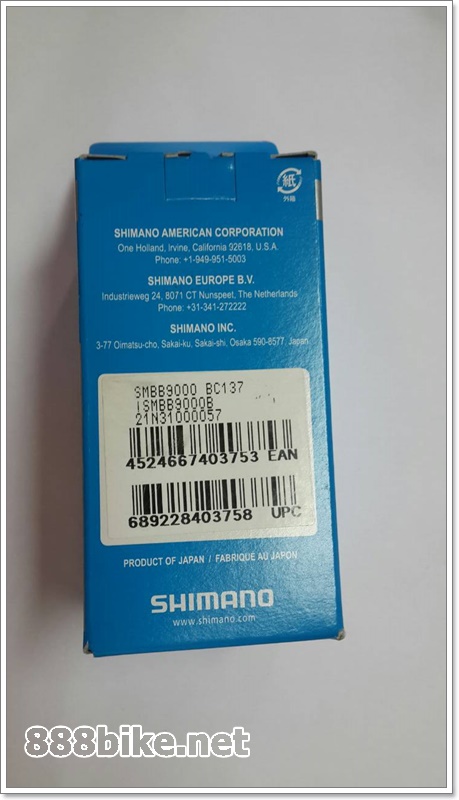 紙
外箱
SHIMANO AMERICAN CORPORATION
One Holland, Irvine, California 92618, U.S.A.
Phone: +1-949-951-5003
SHIMANO EUROPE B.V.
Industrieweg 24, 8071 CT Nunspeet, The Netherlands
Phone: +31-341-272222
SHIMANO INC.
3-77 Oimatsu-cho, Sakai-ku, Sakai-shi, Osaka 590-8577, Japan
SMBB9000 BC137
ISMBB9000B
21N31000057
4524667403753 EAN
689228403758 UPC
PRODUCT OF JAPAN / FABRIQUÉ AU JAPON
SHIMANO
www.shimano.com
888bike.net